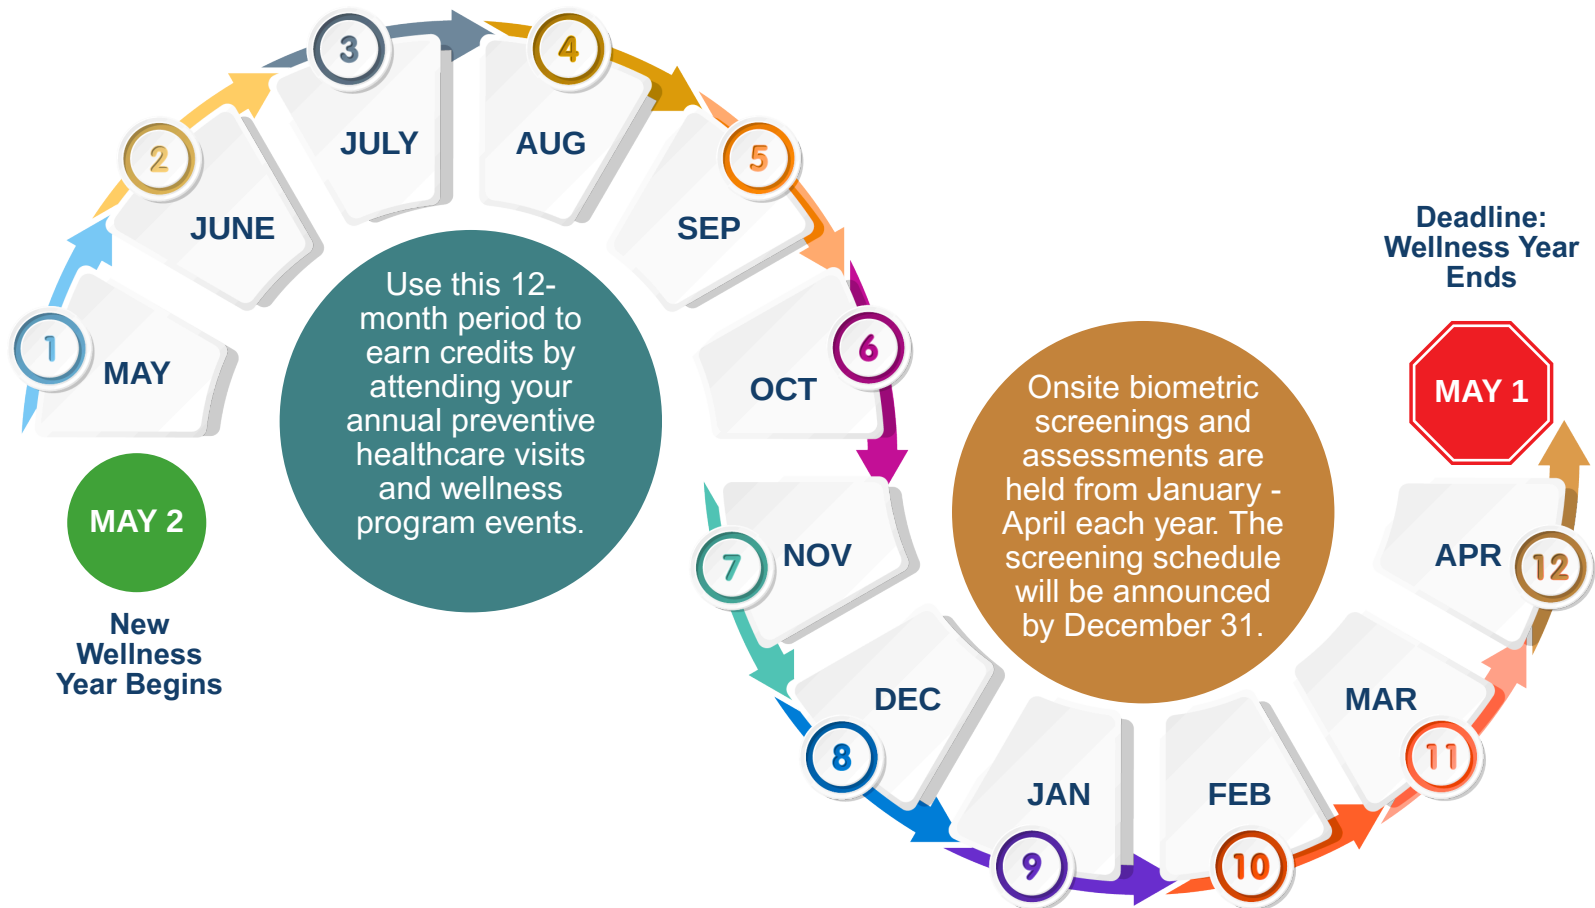 1
MAY
2
JUNE
3
JULY
4
AUG
5
SEP
6
OCT
MAY 2
New
Wellness
Year Begins
Use this 12-
month period to
earn credits by
attending your
annual preventive
healthcare visits
and wellness
program events.
7
NOV
8
DEC
9
JAN
10
FEB
11
MAR
12
APR
Onsite biometric
screenings and
assessments are
held from January -
April each year. The
screening schedule
will be announced
by December 31.
Deadline:
Wellness Year
Ends
MAY 1